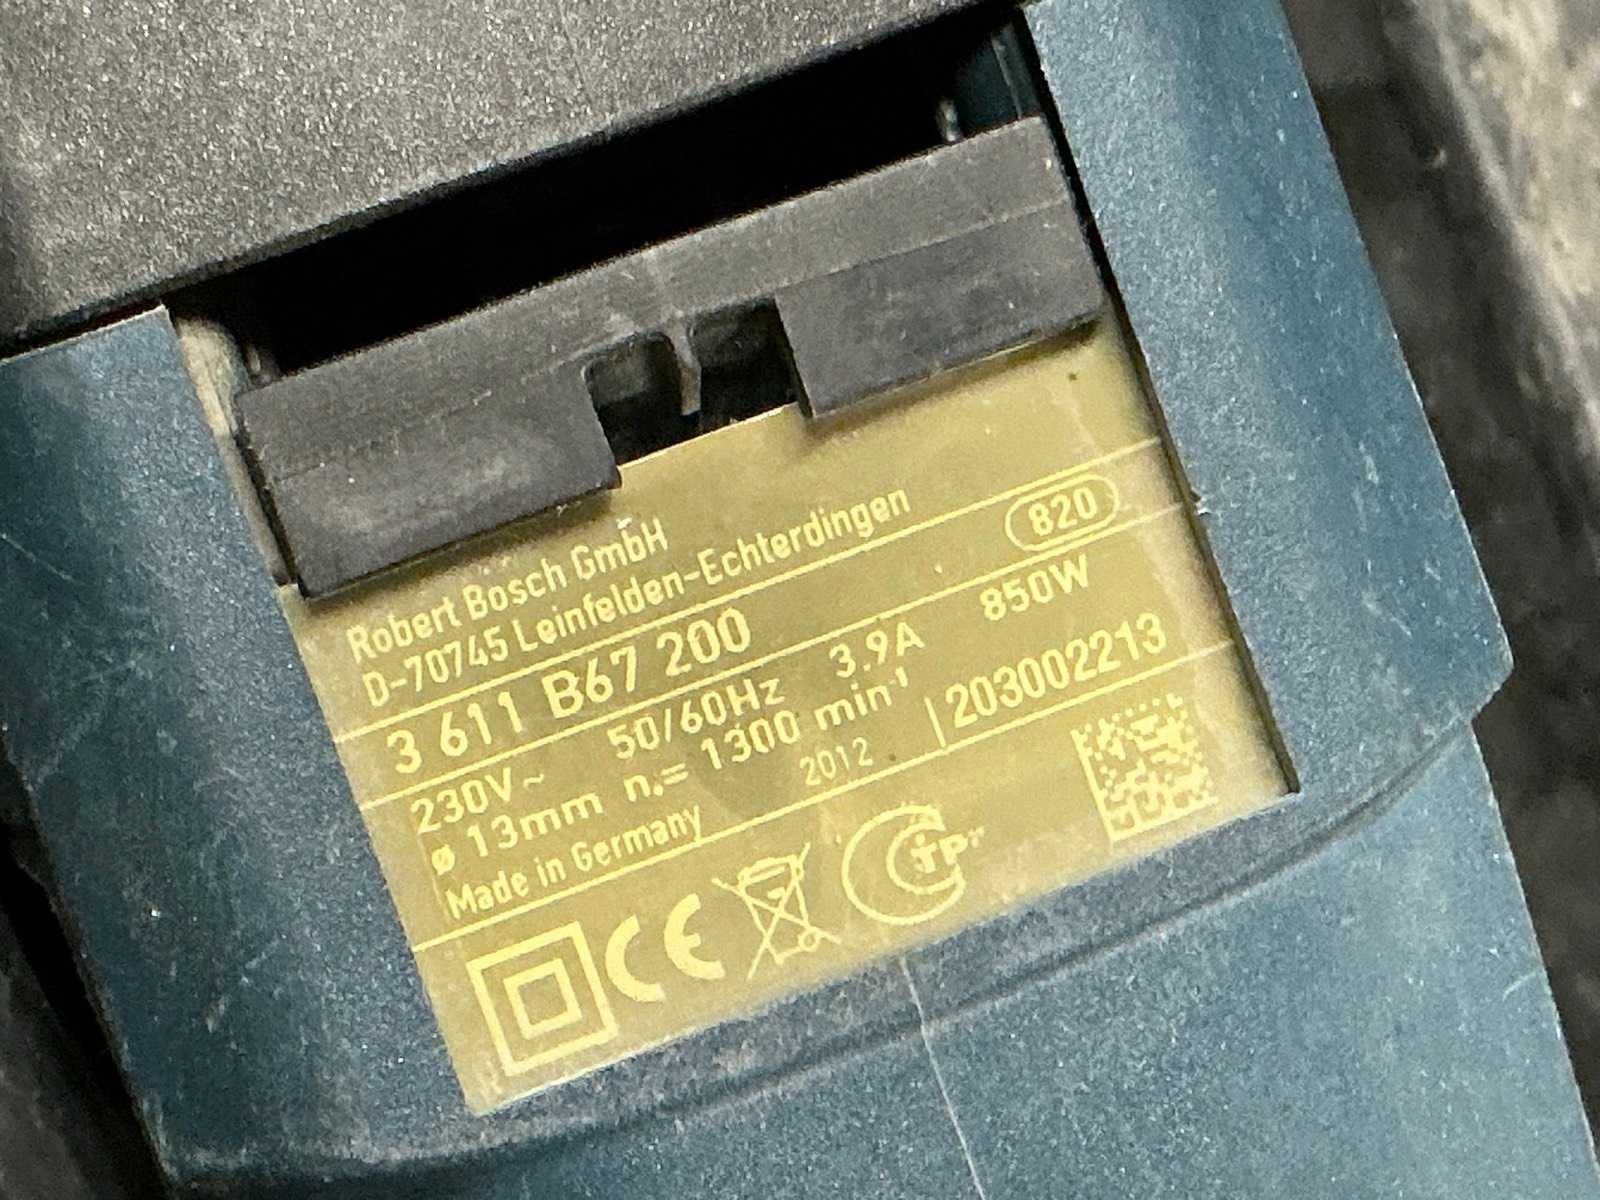 Robert Bosch GmbH
D-70745 Leinfelden-Echterdingen
3 611 B67 200 820
230V~ 50/60Hz 3.9A 850W
ø 13mm n₀= 1300 min⁻¹
Made in Germany 2012 203002213
CE